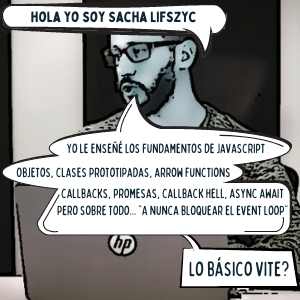 HOLA YO SOY SACHA LIFSZYC
YO LE ENSEÑÉ LOS FUNDAMENTOS DE JAVASCRIPT
OBJETOS, CLASES PROTOTIPADAS, ARROW FUNCTIONS
CALLBACKS, PROMESAS, CALLBACK HELL, ASYNC AWAIT
PERO SOBRE TODO... "A NUNCA BLOQUEAR EL EVENT LOOP"
hp
LO BÁSICO VITE?